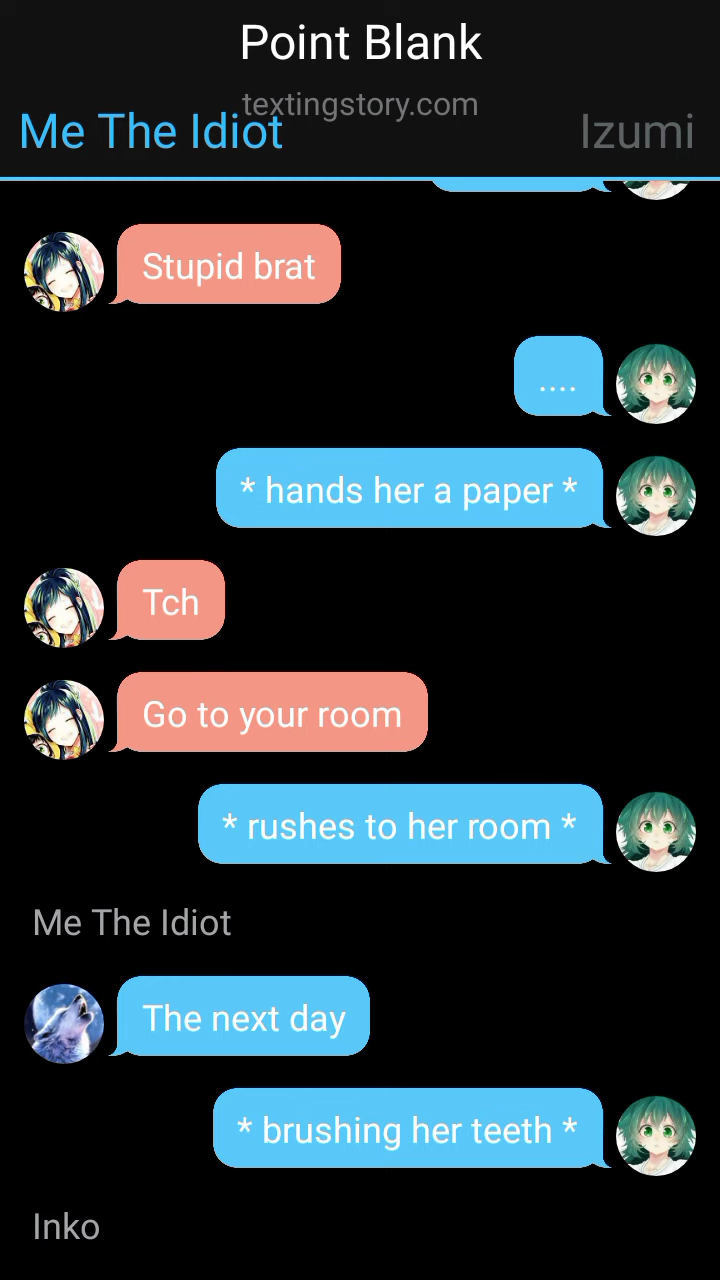 Point Blank
textingstory.com
Me The Idiot
Izumi
Stupid brat
....
* hands her a paper *
Tch
Go to your room
* rushes to her room *
Me The Idiot
The next day
* brushing her teeth *
Inko